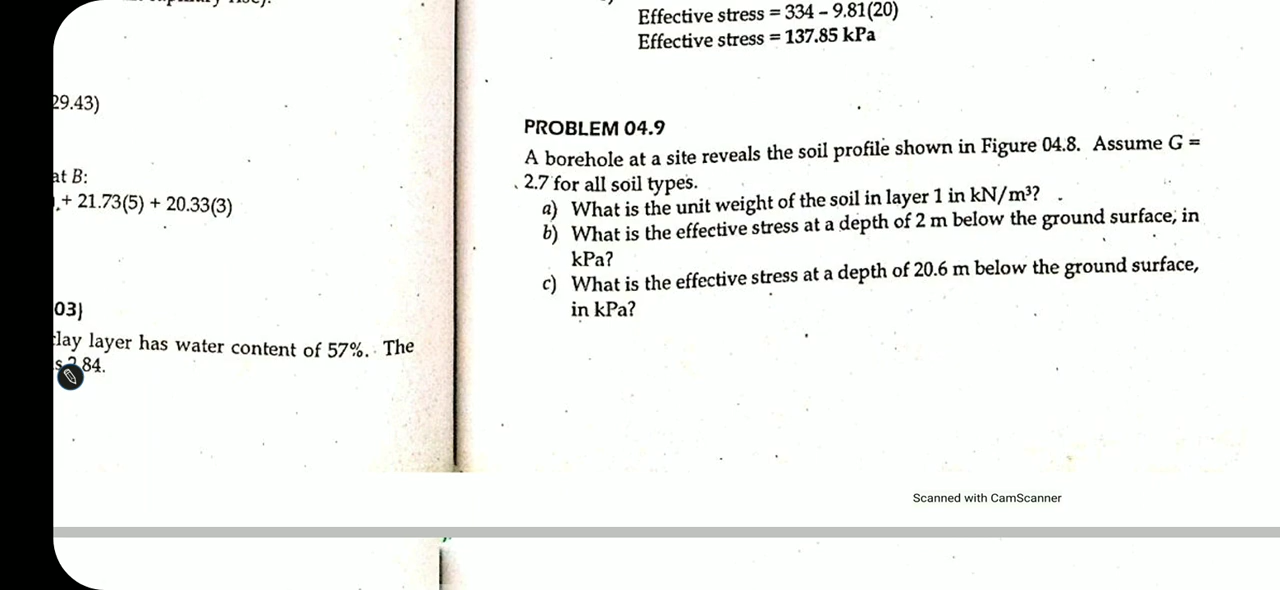 29.43)
at B:
+ 21.73(5) + 20.33(3)
03}
lay layer has water content of 57%. The
84.
Effective stress = 334 – 9.81(20)
Effective stress = 137.85 kPa
PROBLEM 04.9
A borehole at a site reveals the soil profile shown in Figure 04.8. Assume G =
2.7 for all soil types.
a) What is the unit weight of the soil in layer 1 in kN/m³?
b) What is the effective stress at a depth of 2 m below the ground surface, in
kPa?
c) What is the effective stress at a depth of 20.6 m below the ground surface,
in kPa?
Scanned with CamScanner